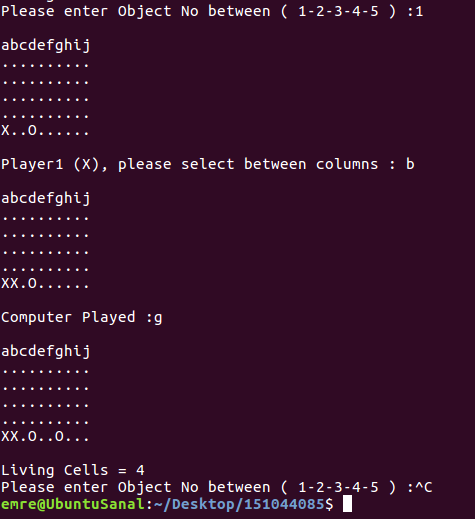 Please enter Object No between ( 1-2-3-4-5 ) :1
abcdefghij
..........
..........
..........
..........
X..O......
Player1 (X), please select between columns : b
abcdefghij
..........
..........
..........
..........
XX.O......
Computer Played :g
abcdefghij
..........
..........
..........
..........
XX.O..O...
Living Cells = 4
Please enter Object No between ( 1-2-3-4-5 ) :^C
emre@UbuntuSanal:~/Desktop/151044085$